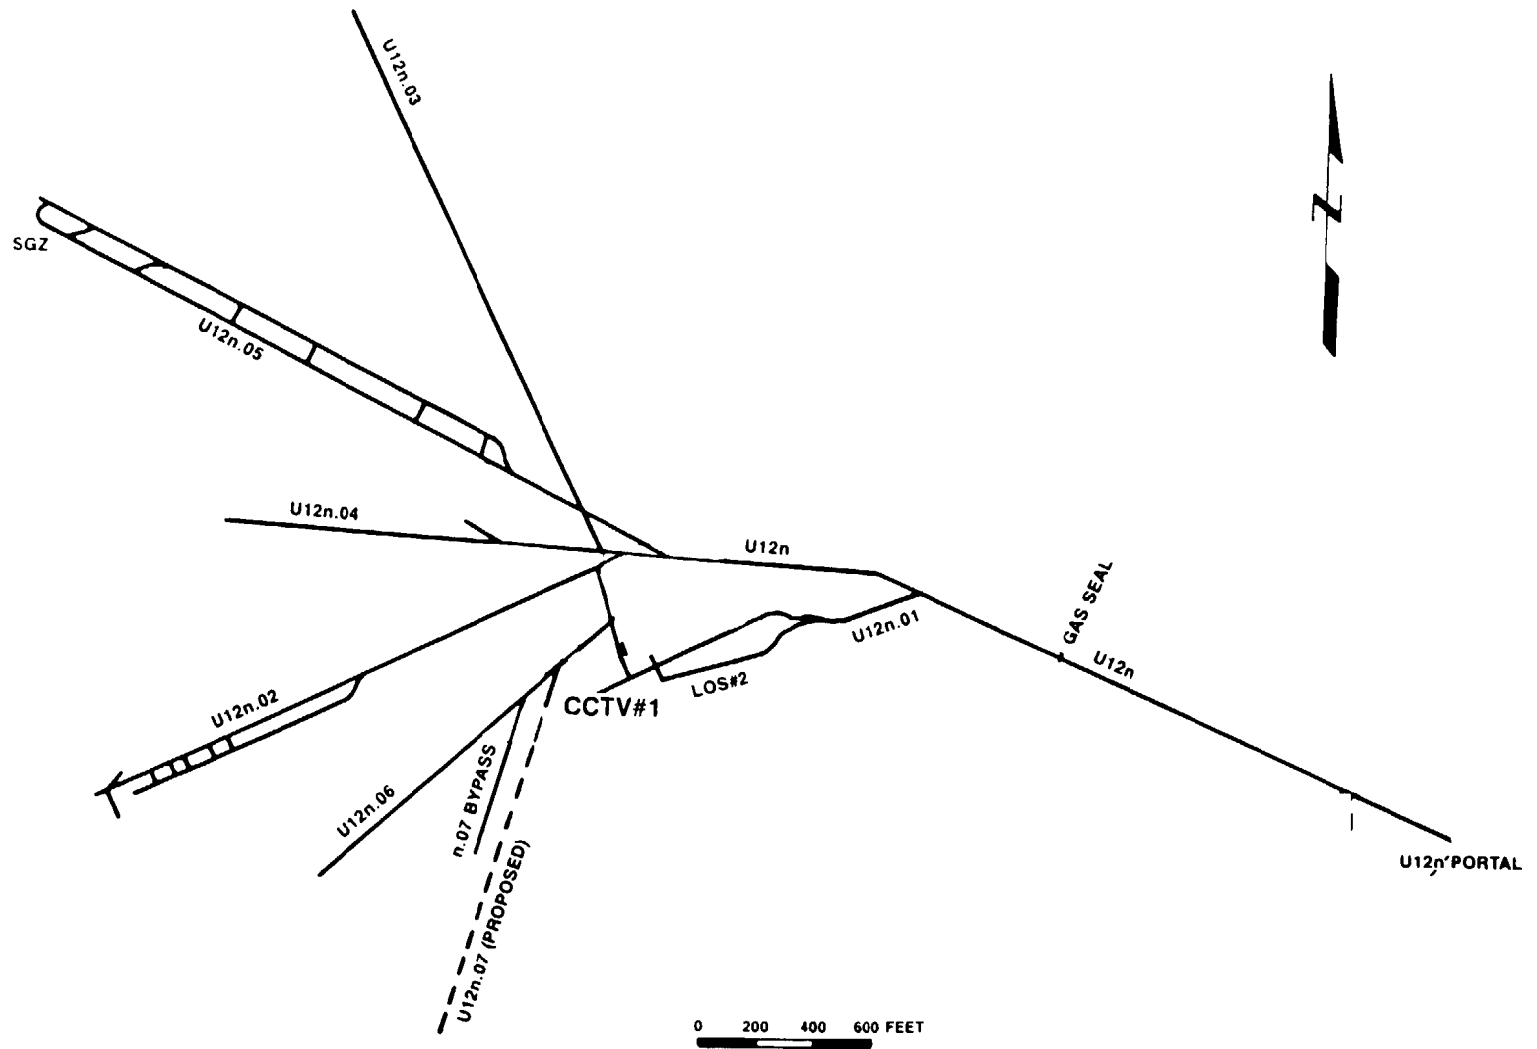 U12n.03
N
SGZ
U12n.05
U12n.04
U12n
GAS SEAL
U12n.01
U12n
LOS#2
CCTV#1
U12n.02
n.07 BYPASS
U12n.06
U12n.07 (PROPOSED)
U12n PORTAL
0 200 400 600 FEET